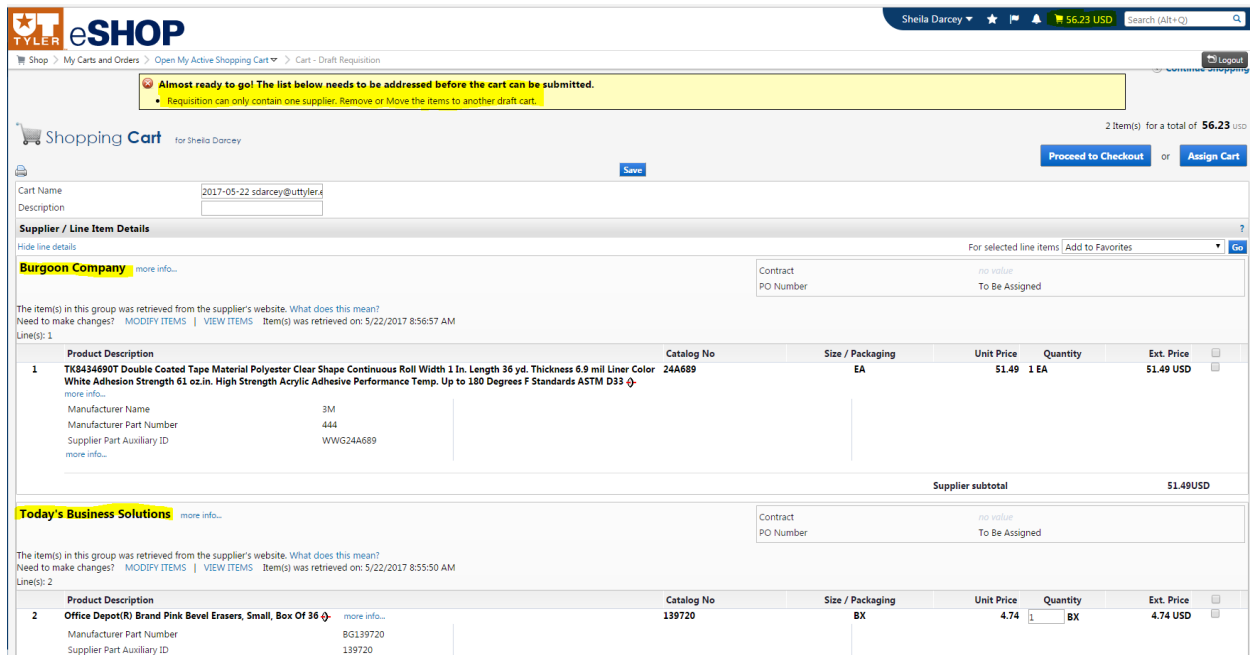 UT TYLER eSHOP
Sheila Darcey 56.23 USD Search (Alt+Q)
Shop > My Carts and Orders > Open My Active Shopping Cart > Cart - Draft Requisition
Logout
Continue Shopping
Almost ready to go! The list below needs to be addressed before the cart can be submitted.
• Requisition can only contain one supplier. Remove or Move the items to another draft cart.
2 Item(s) for a total of 56.23 USD
Shopping Cart for Sheila Darcey
Proceed to Checkout or Assign Cart
Save
Cart Name 2017-05-22 sdarcey@uttyler.e
Description
Supplier / Line Item Details ?
Hide line details For selected line items Add to Favorites Go
Burgoon Company more info...
Contract no value
PO Number To Be Assigned
The item(s) in this group was retrieved from the supplier's website. What does this mean?
Need to make changes? MODIFY ITEMS | VIEW ITEMS Item(s) was retrieved on: 5/22/2017 8:56:57 AM
Line(s): 1
Product Description Catalog No Size / Packaging Unit Price Quantity Ext. Price
1 TK8434690T Double Coated Tape Material Polyester Clear Shape Continuous Roll Width 1 In. Length 36 yd. Thickness 6.9 mil Liner Color 24A689 EA 51.49 1 EA 51.49 USD
White Adhesion Strength 61 oz.in. High Strength Acrylic Adhesive Performance Temp. Up to 180 Degrees F Standards ASTM D33
more info...
Manufacturer Name 3M
Manufacturer Part Number 444
Supplier Part Auxiliary ID WWG24A689
more info...
Supplier subtotal 51.49USD
Today's Business Solutions more info...
Contract no value
PO Number To Be Assigned
The item(s) in this group was retrieved from the supplier's website. What does this mean?
Need to make changes? MODIFY ITEMS | VIEW ITEMS Item(s) was retrieved on: 5/22/2017 8:55:50 AM
Line(s): 2
Product Description Catalog No Size / Packaging Unit Price Quantity Ext. Price
2 Office Depot(R) Brand Pink Bevel Erasers, Small, Box Of 36 more info... 139720 BX 4.74 1 BX 4.74 USD
Manufacturer Part Number BG139720
Supplier Part Auxiliary ID 139720